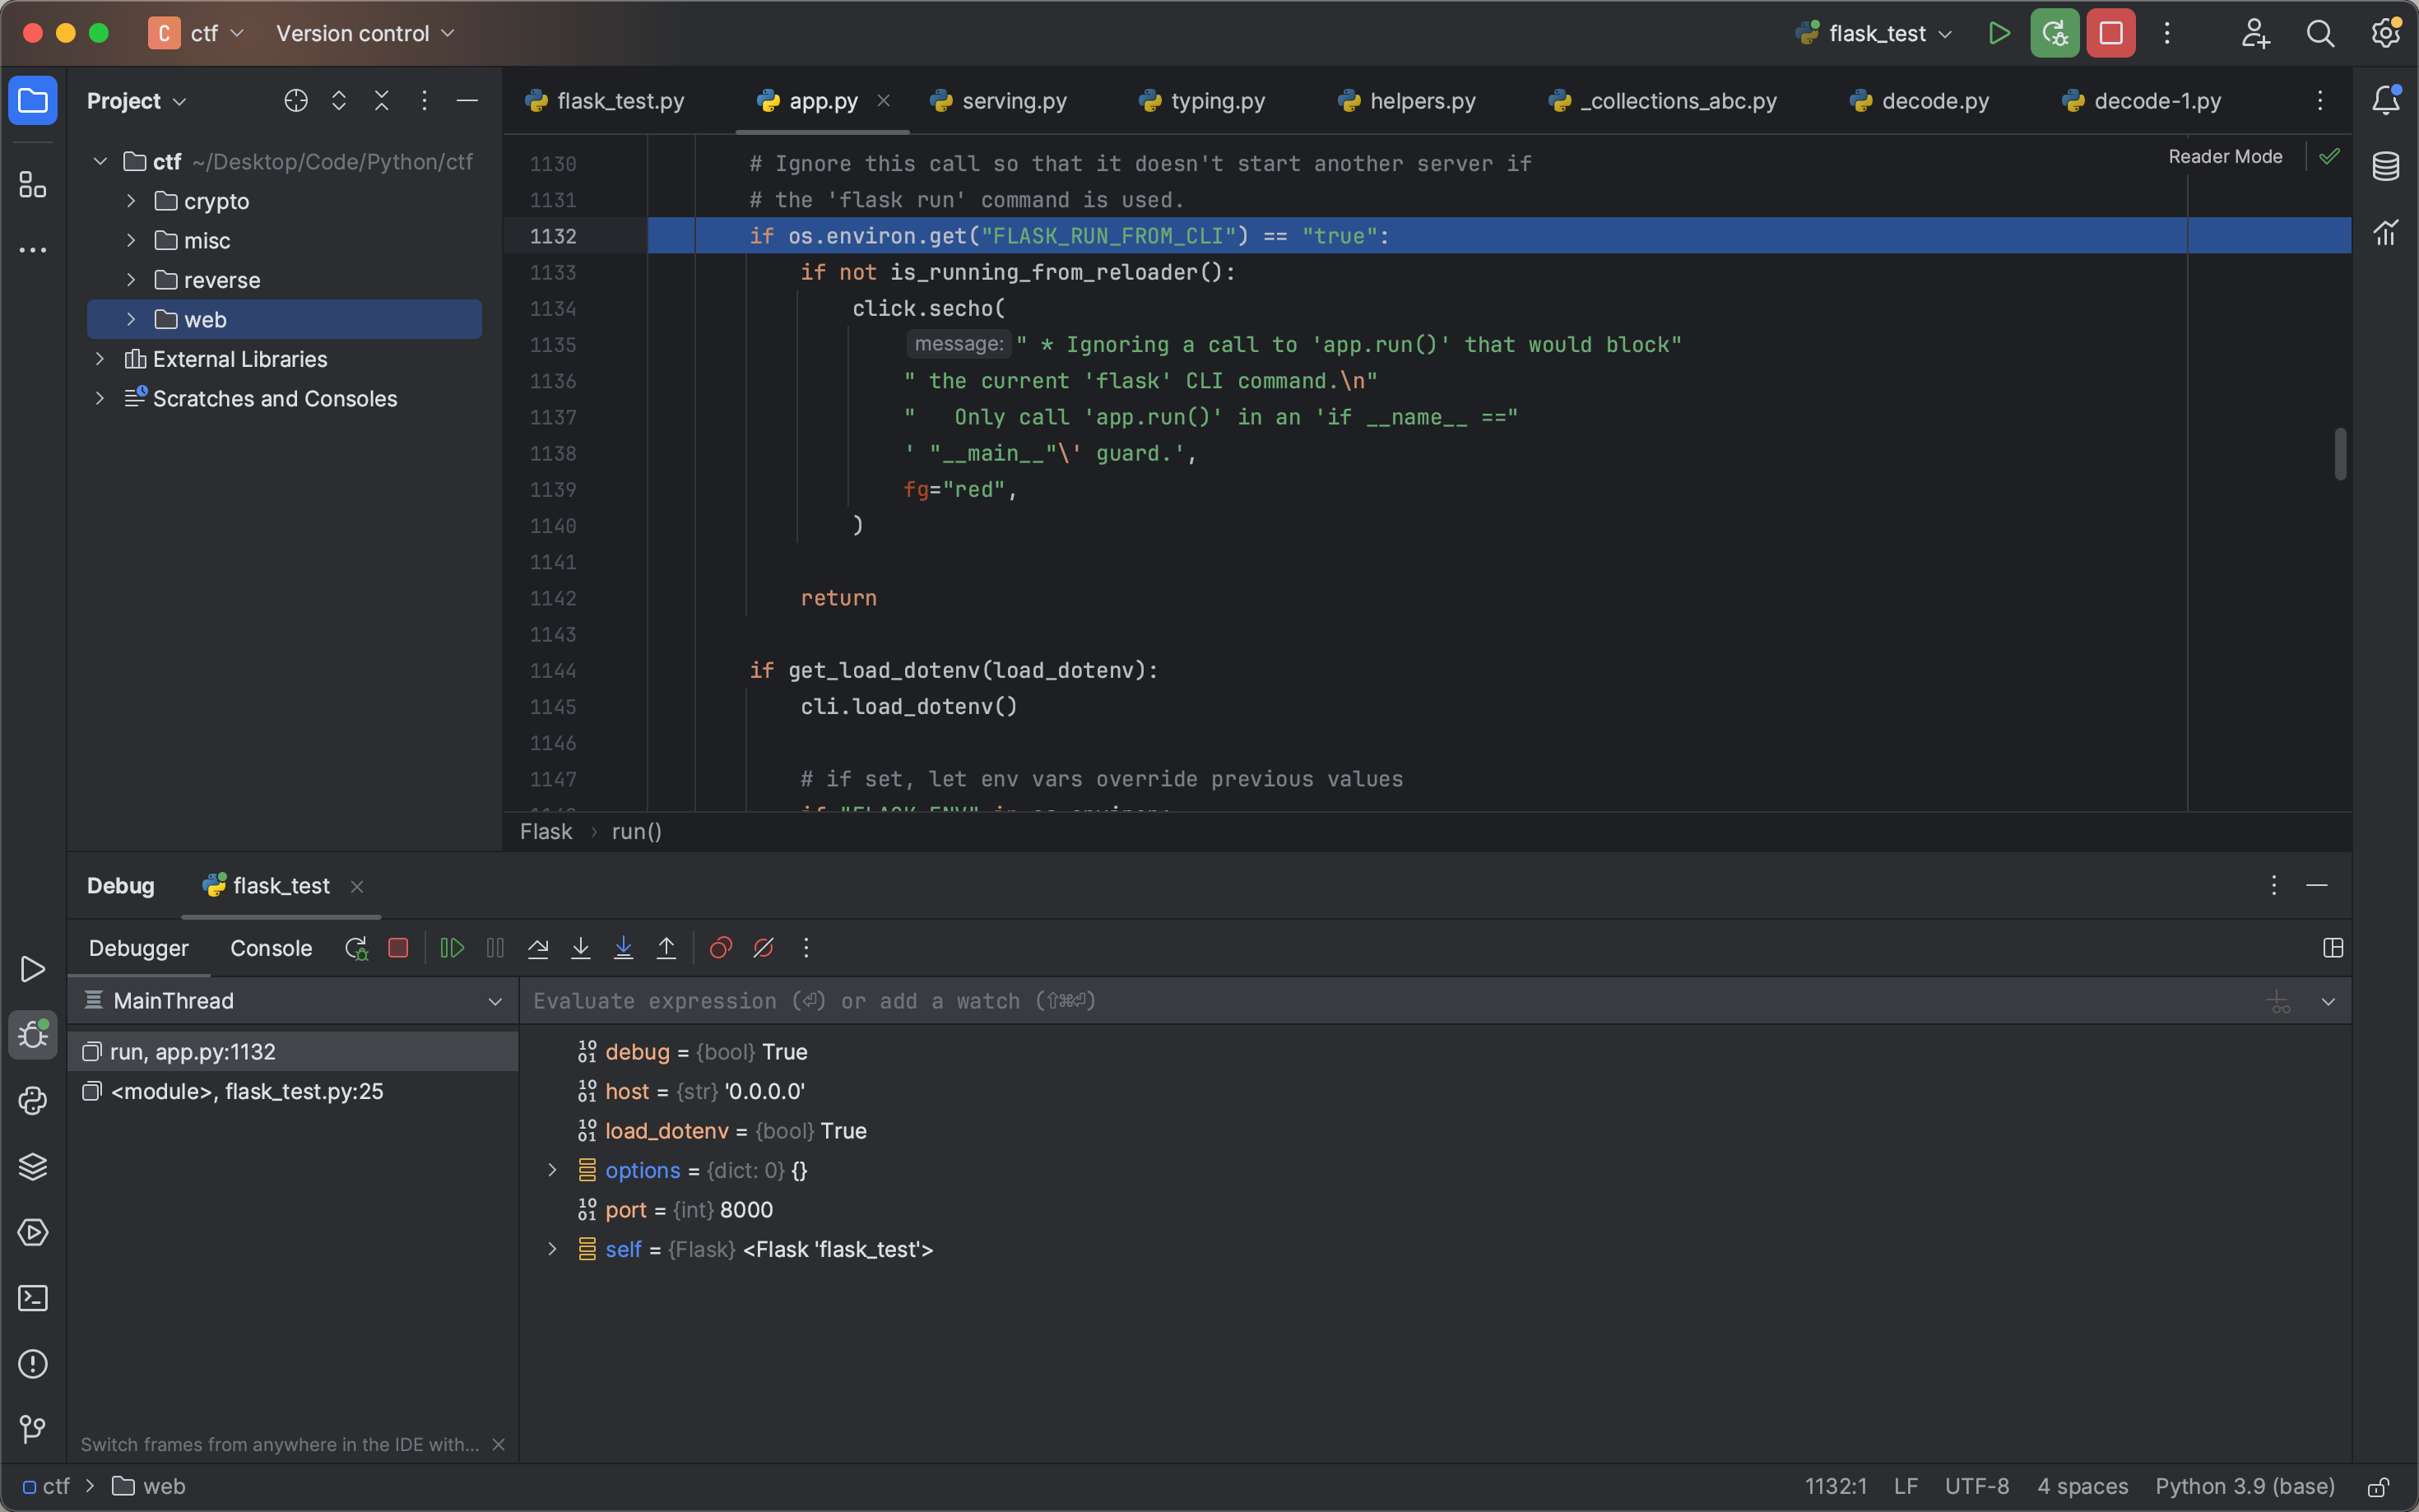 C ctf Version control flask_test
Project
flask_test.py app.py serving.py typing.py helpers.py _collections_abc.py decode.py decode-1.py
ctf ~/Desktop/Code/Python/ctf
crypto
misc
reverse
web
External Libraries
Scratches and Consoles
Reader Mode
1130 # Ignore this call so that it doesn't start another server if
1131 # the 'flask run' command is used.
1132 if os.environ.get("FLASK_RUN_FROM_CLI") == "true":
1133 if not is_running_from_reloader():
1134 click.secho(
1135 message: " * Ignoring a call to 'app.run()' that would block"
1136 " the current 'flask' CLI command.\n"
1137 "   Only call 'app.run()' in an 'if __name__ =="
1138 ' "__main__"\' guard.',
1139 fg="red",
1140 )
1141
1142 return
1143
1144 if get_load_dotenv(load_dotenv):
1145 cli.load_dotenv()
1146
1147 # if set, let env vars override previous values
Flask › run()
Debug flask_test
Debugger Console
MainThread
Evaluate expression (⏎) or add a watch (⇧⌘⏎)
run, app.py:1132
<module>, flask_test.py:25
debug = {bool} True
host = {str} '0.0.0.0'
load_dotenv = {bool} True
options = {dict: 0} {}
port = {int} 8000
self = {Flask} <Flask 'flask_test'>
Switch frames from anywhere in the IDE with...
ctf > web
1132:1 LF UTF-8 4 spaces Python 3.9 (base)